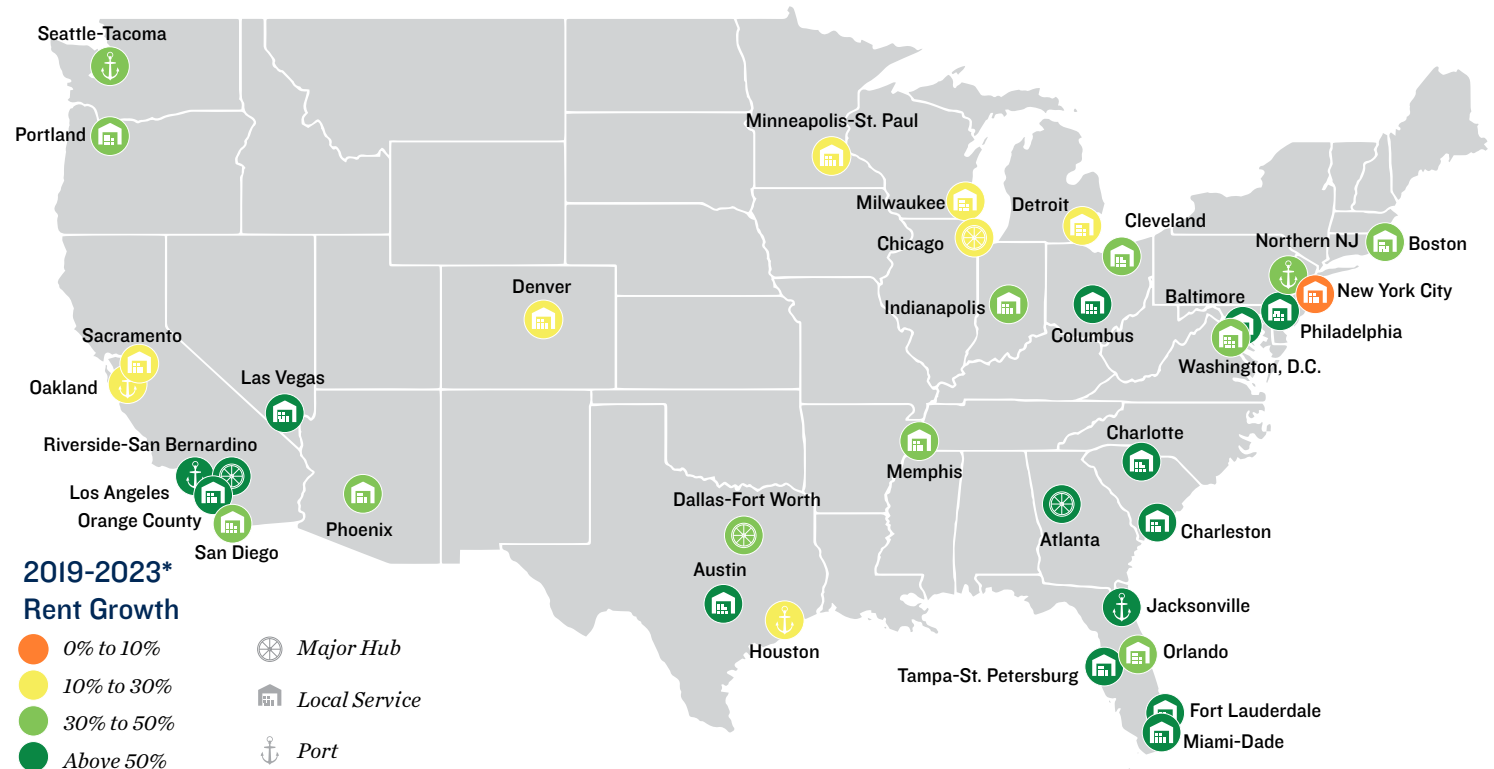 Seattle-Tacoma
Portland
Minneapolis-St. Paul
Milwaukee
Detroit
Chicago
Cleveland
Northern NJ
Boston
Denver
Indianapolis
Baltimore
New York City
Columbus
Philadelphia
Sacramento
Washington, D.C.
Oakland
Las Vegas
Riverside-San Bernardino
Charlotte
Memphis
Los Angeles
Dallas-Fort Worth
Orange County
Phoenix
Charleston
San Diego
Atlanta
Austin
Jacksonville
Houston
Orlando
Tampa-St. Petersburg
Fort Lauderdale
Miami-Dade
2019-2023*
Rent Growth
0% to 10%
10% to 30%
30% to 50%
Above 50%
Major Hub
Local Service
Port